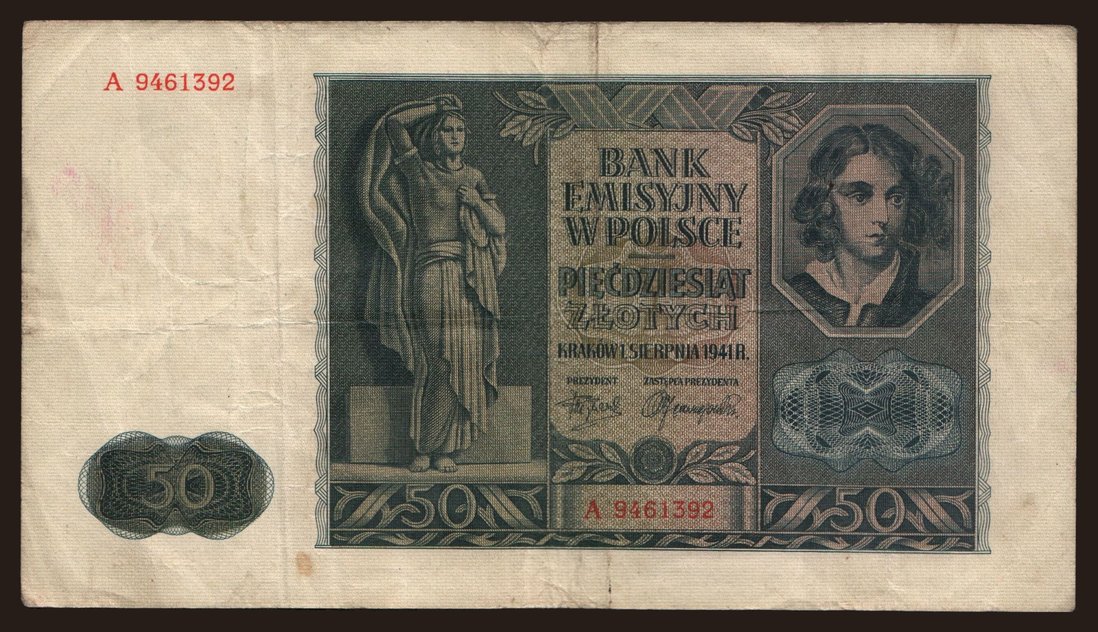 A 9461392
BANK
EMISYJNY
W POLSCE
PIĘĆDZIESIĄT
ZŁOTYCH
KRAKÓW 1. SIERPNIA 1941 R.
PREZYDENT ZASTĘPCA PREZYDENTA
50
50
A 9461392
50